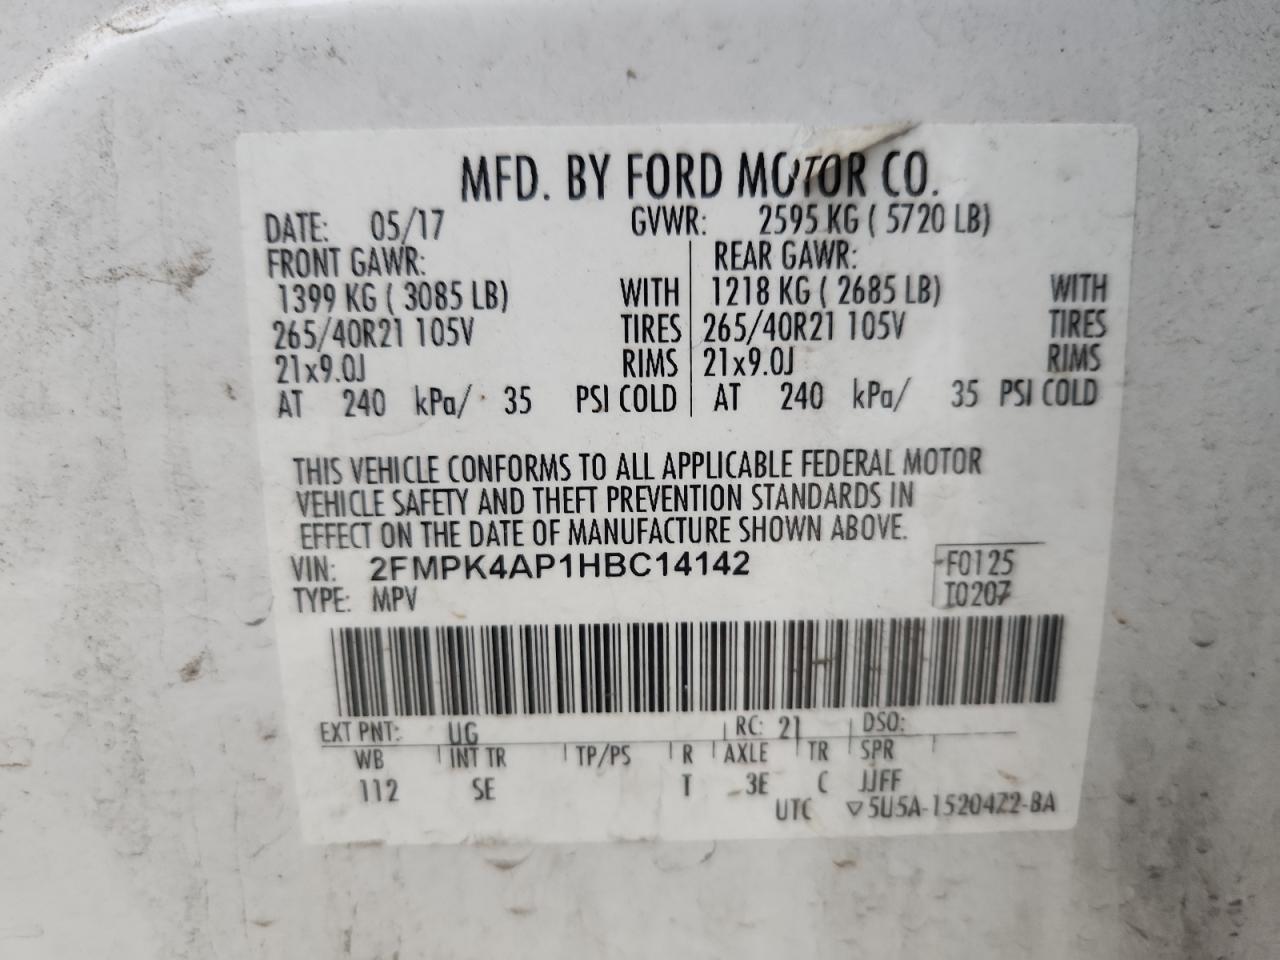 MFD. BY FORD MOTOR CO.
DATE: 05/17 GVWR: 2595 KG ( 5720 LB)
FRONT GAWR: REAR GAWR:
1399 KG ( 3085 LB) WITH 1218 KG ( 2685 LB) WITH
265/40R21 105V TIRES 265/40R21 105V TIRES
21x9.0J RIMS 21x9.0J RIMS
AT 240 kPa/ 35 PSI COLD AT 240 kPa/ 35 PSI COLD
THIS VEHICLE CONFORMS TO ALL APPLICABLE FEDERAL MOTOR
VEHICLE SAFETY AND THEFT PREVENTION STANDARDS IN
EFFECT ON THE DATE OF MANUFACTURE SHOWN ABOVE.
VIN: 2FMPK4AP1HBC14142 F0125
TYPE: MPV T0207
EXT PNT: UG RC: 21 DSO:
WB INT TR TP/PS R AXLE TR SPR
112 SE T 3E C JJFF
UTC ▽5U5A-15204Z2-BA